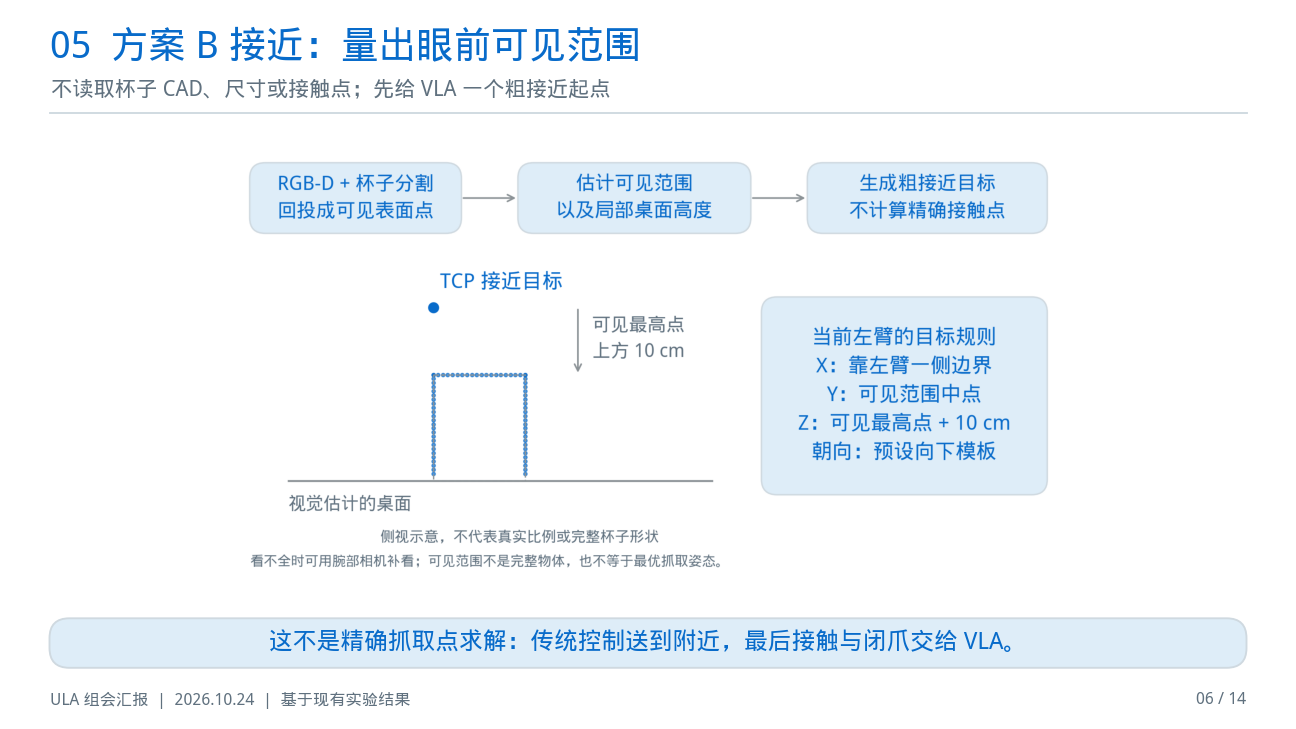 05 方案 B 接近：量出眼前可见范围
不读取杯子 CAD、尺寸或接触点；先给 VLA 一个粗接近起点
RGB-D + 杯子分割
回投成可见表面点
估计可见范围
以及局部桌面高度
生成粗接近目标
不计算精确接触点
TCP 接近目标
可见最高点
上方 10 cm
视觉估计的桌面
侧视示意，不代表真实比例或完整杯子形状
看不全时可用腕部相机补看；可见范围不是完整物体，也不等于最优抓取姿态。
当前左臂的目标规则
X：靠左臂一侧边界
Y：可见范围中点
Z：可见最高点 + 10 cm
朝向：预设向下模板
这不是精确抓取点求解：传统控制送到附近，最后接触与闭爪交给 VLA。
ULA 组会汇报 | 2026.10.24 | 基于现有实验结果
06 / 14